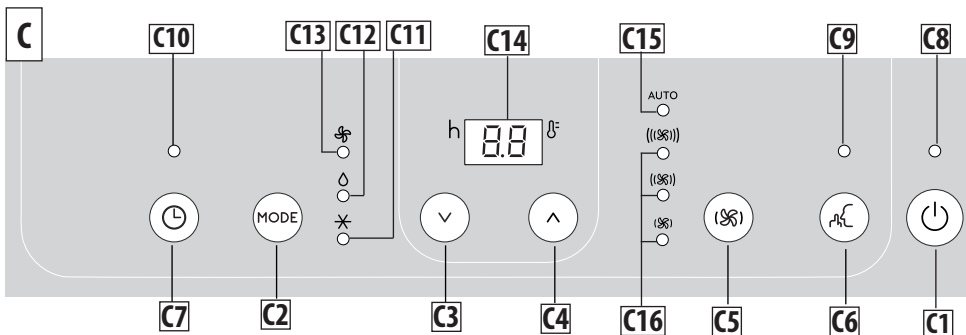 C
C10 C13 C12 C11 C14 C15 C9 C8
AUTO
h 8.8
MODE
C7 C2 C3 C4 C16 C5 C6 C1